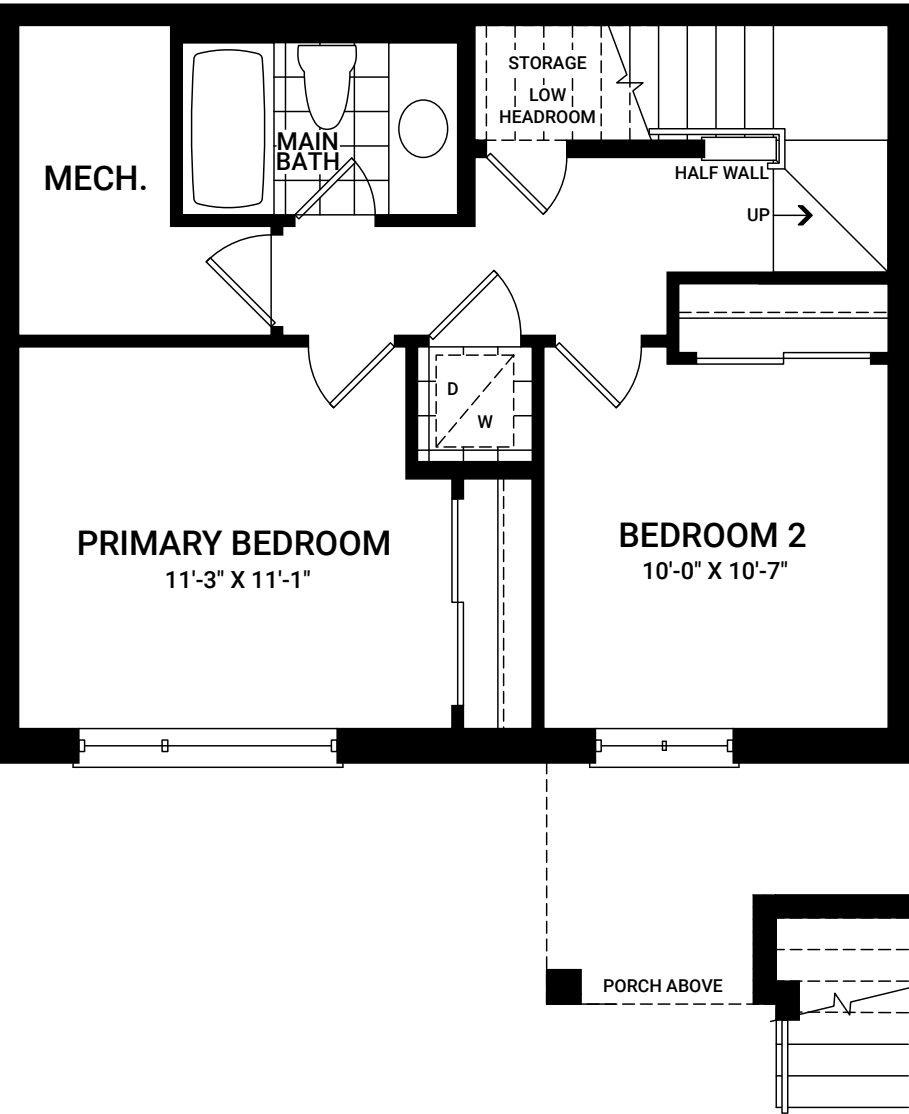 STORAGE
LOW
HEADROOM
MAIN
BATH
MECH.
HALF WALL
UP
D
W
PRIMARY BEDROOM
11'-3" X 11'-1"
BEDROOM 2
10'-0" X 10'-7"
PORCH ABOVE